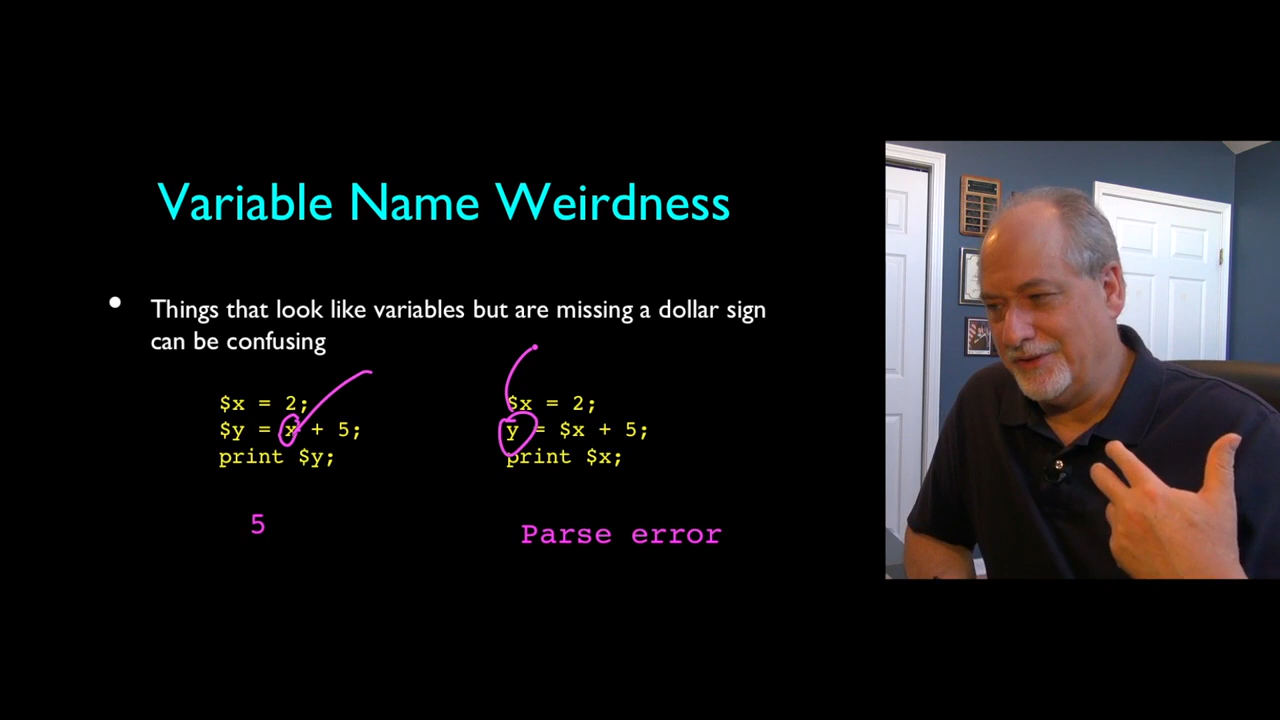 Variable Name Weirdness
• Things that look like variables but are missing a dollar sign
can be confusing
$x = 2;
$y = x + 5;
print $y;
5
$x = 2;
y = $x + 5;
print $x;
Parse error